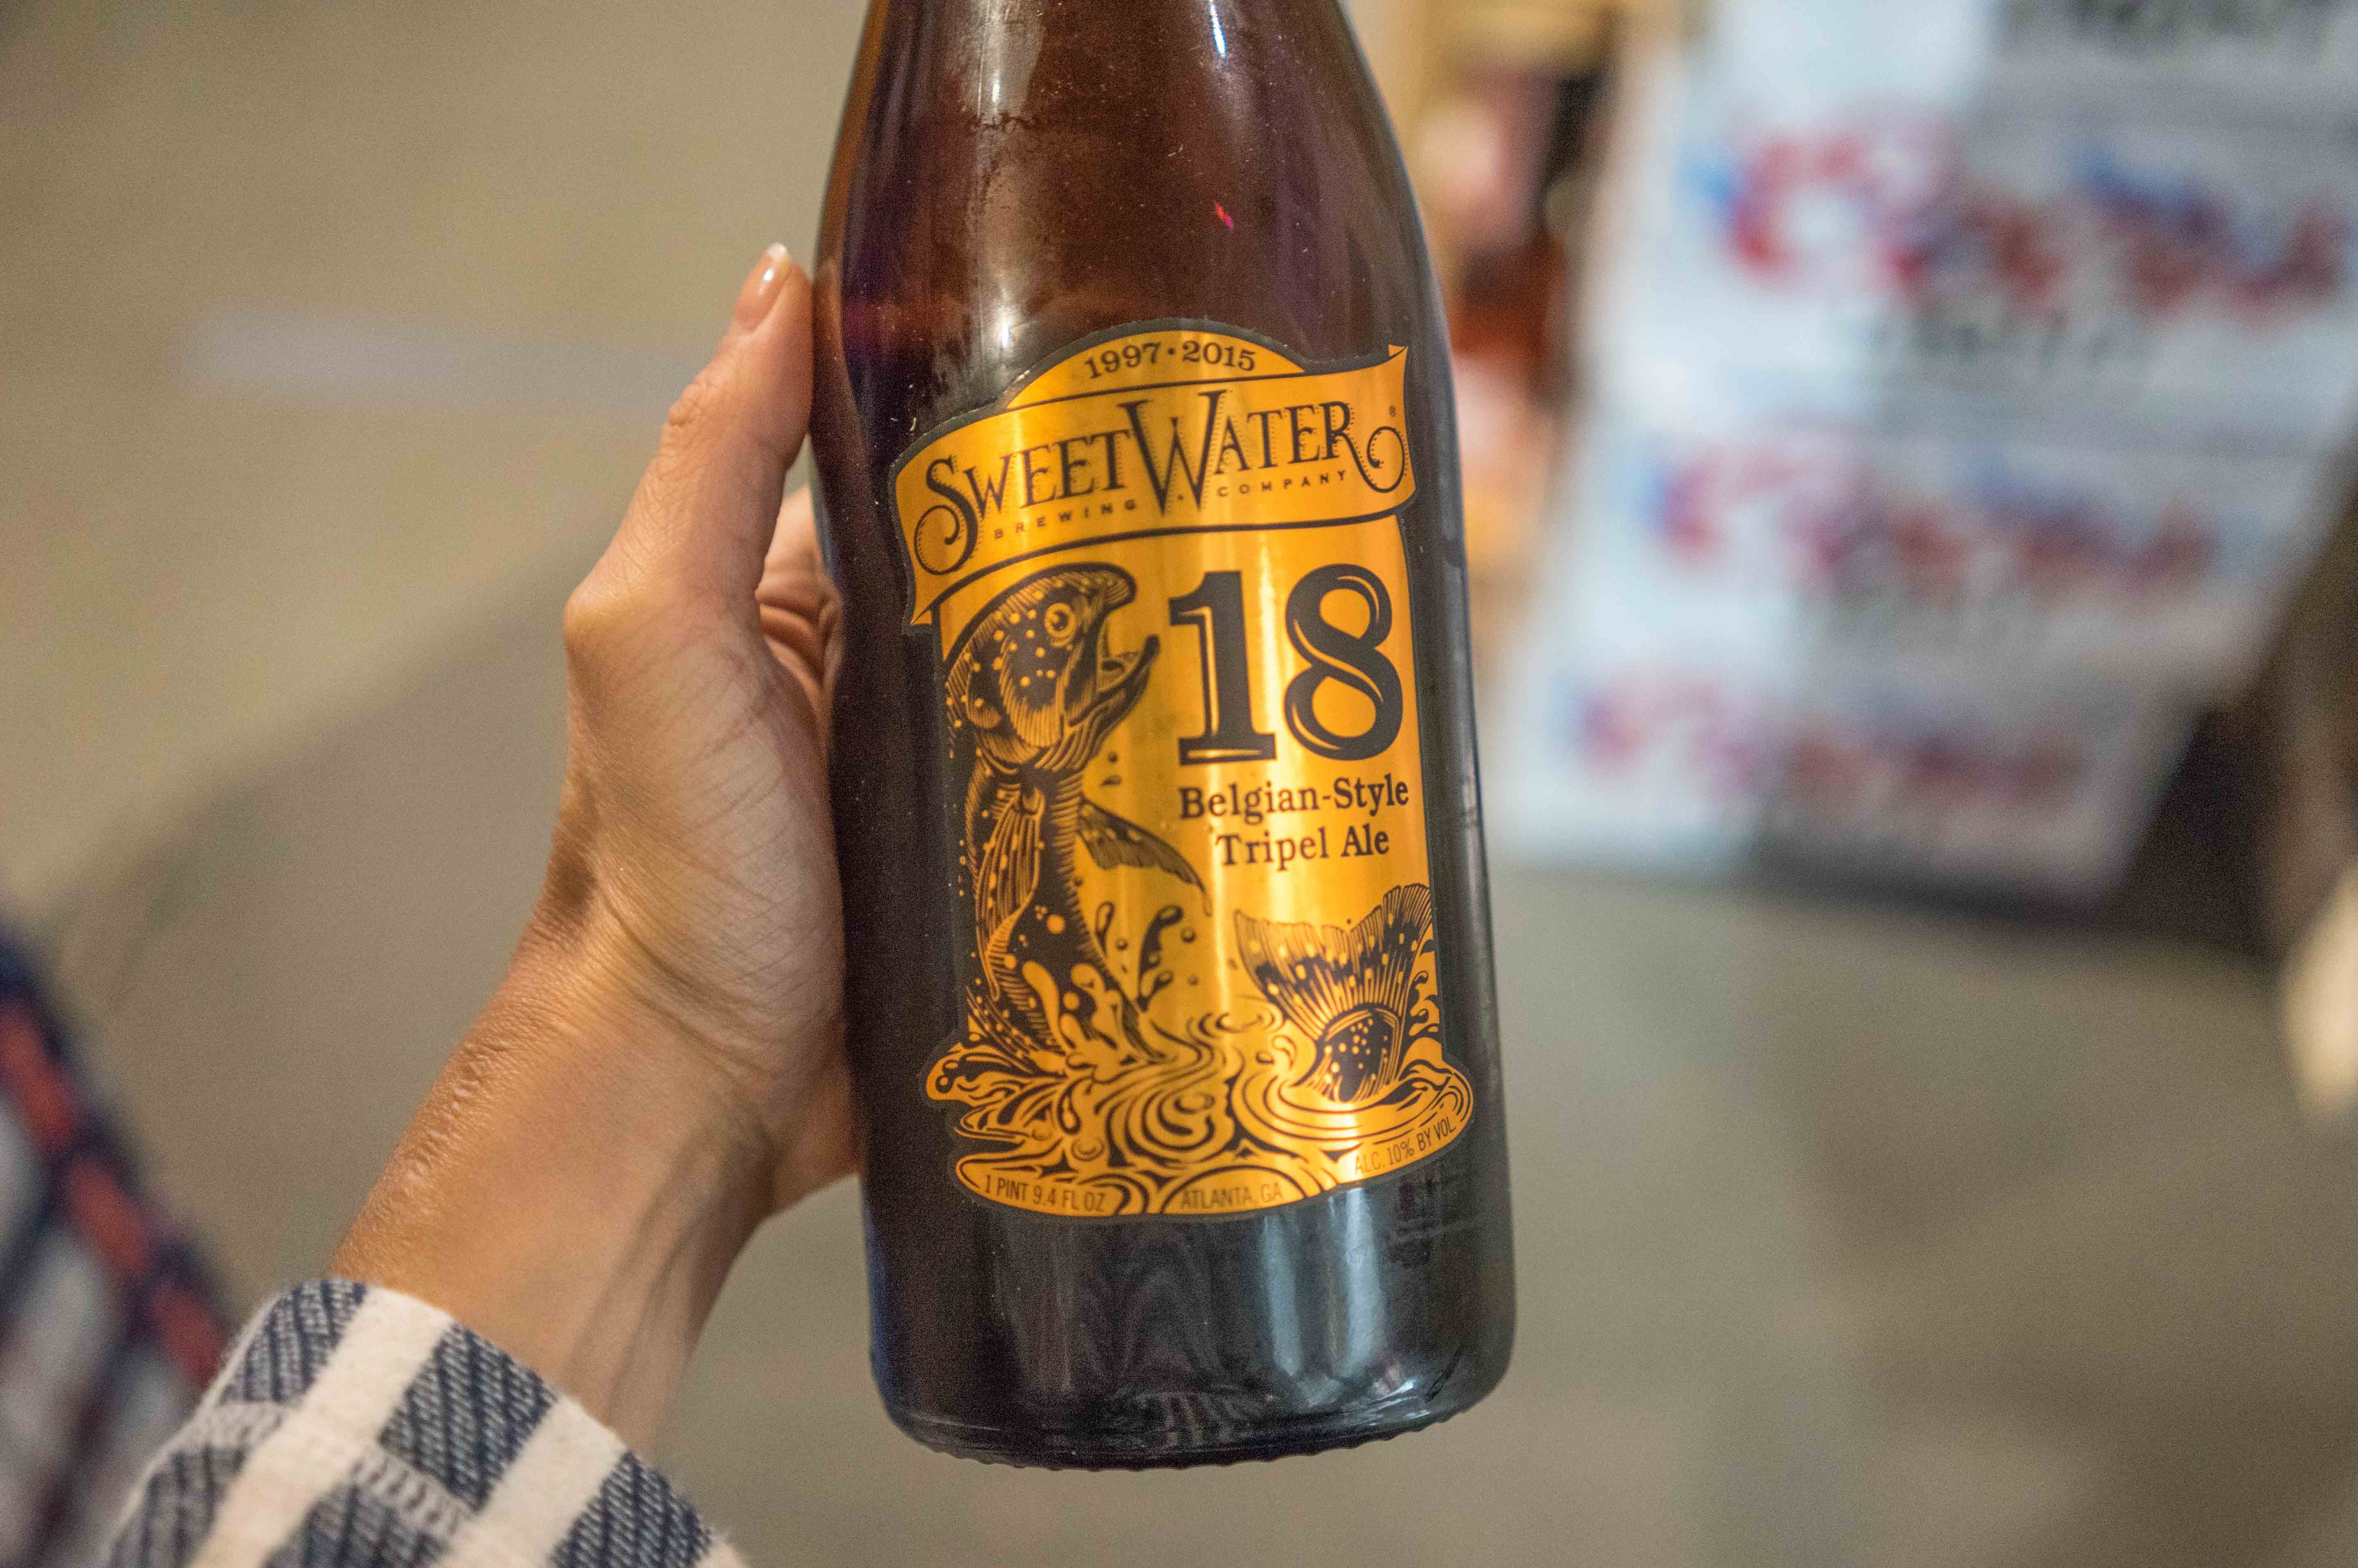 1997 • 2015
SWEETWATER®
BREWING • COMPANY
18
Belgian-Style
Tripel Ale
ALC. 10% BY VOL.
1 PINT 9.4 FL OZ
ATLANTA, GA